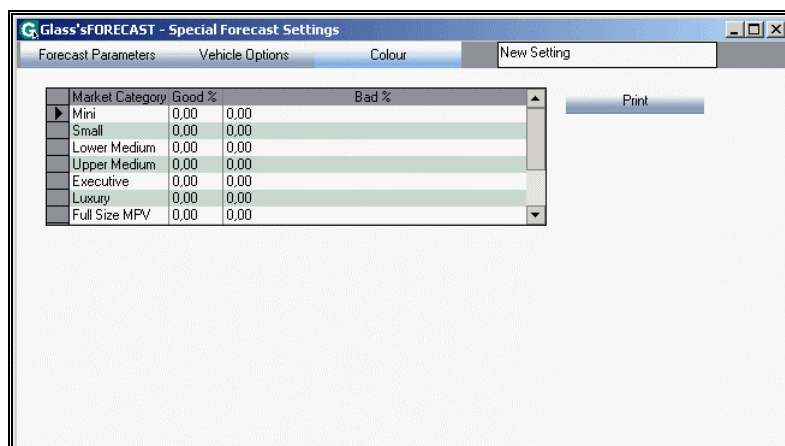 Glass'sFORECAST - Special Forecast Settings
Forecast Parameters Vehicle Options Colour New Setting
Market Category Good % Bad % Print
Mini 0,00 0,00
Small 0,00 0,00
Lower Medium 0,00 0,00
Upper Medium 0,00 0,00
Executive 0,00 0,00
Luxury 0,00 0,00
Full Size MPV 0,00 0,00